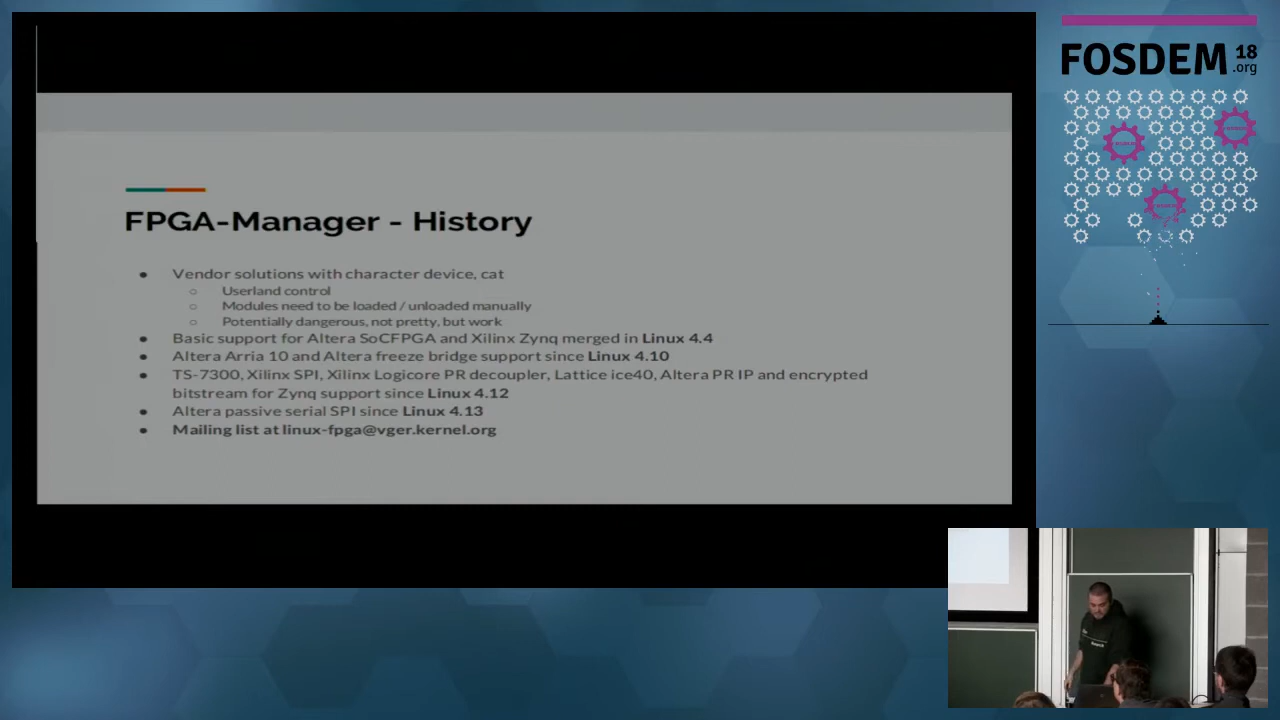 FOSDEM 18
.org
FPGA-Manager - History
● Vendor solutions with character device, cat
○ Userland control
○ Modules need to be loaded / unloaded manually
○ Potentially dangerous, not pretty, but work
● Basic support for Altera SoCFPGA and Xilinx Zynq merged in Linux 4.4
● Altera Arria 10 and Altera freeze bridge support since Linux 4.10
● TS-7300, Xilinx SPI, Xilinx Logicore PR decoupler, Lattice ice40, Altera PR IP and encrypted
bitstream for Zynq support since Linux 4.12
● Altera passive serial SPI since Linux 4.13
● Mailing list at linux-fpga@vger.kernel.org